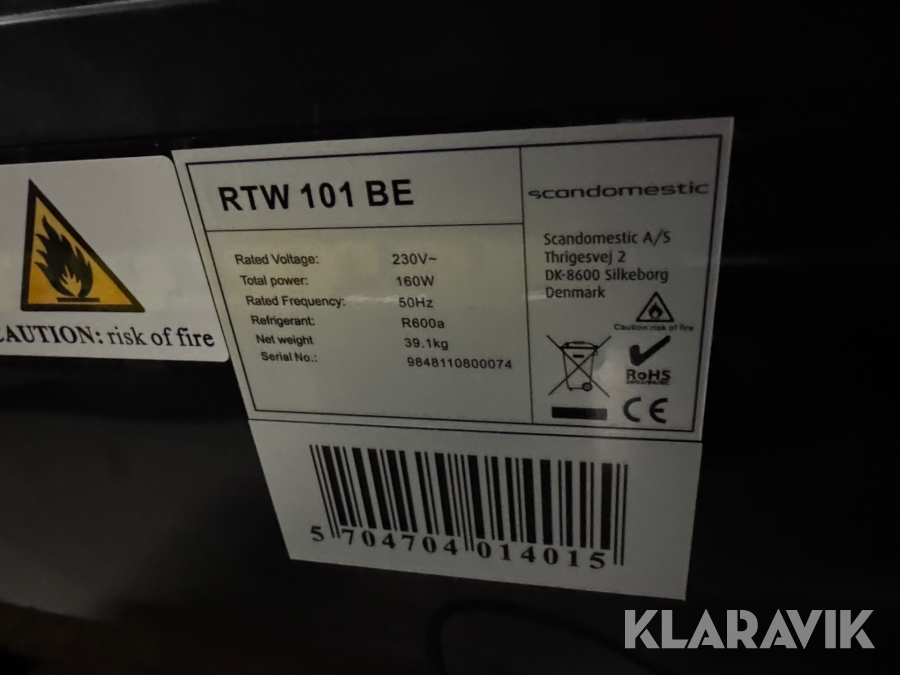 RTW 101 BE
Rated Voltage: 230V~
Total power: 160W
Rated Frequency: 50Hz
Refrigerant: R600a
Net weight 39.1kg
Serial No.: 9848110800074
scandomestic
Scandomestic A/S
Thrigesvej 2
DK-8600 Silkeborg
Denmark
Caution:risk of fire
RoHS
CE
CAUTION: risk of fire
5 704704 014015
KLARAVIK